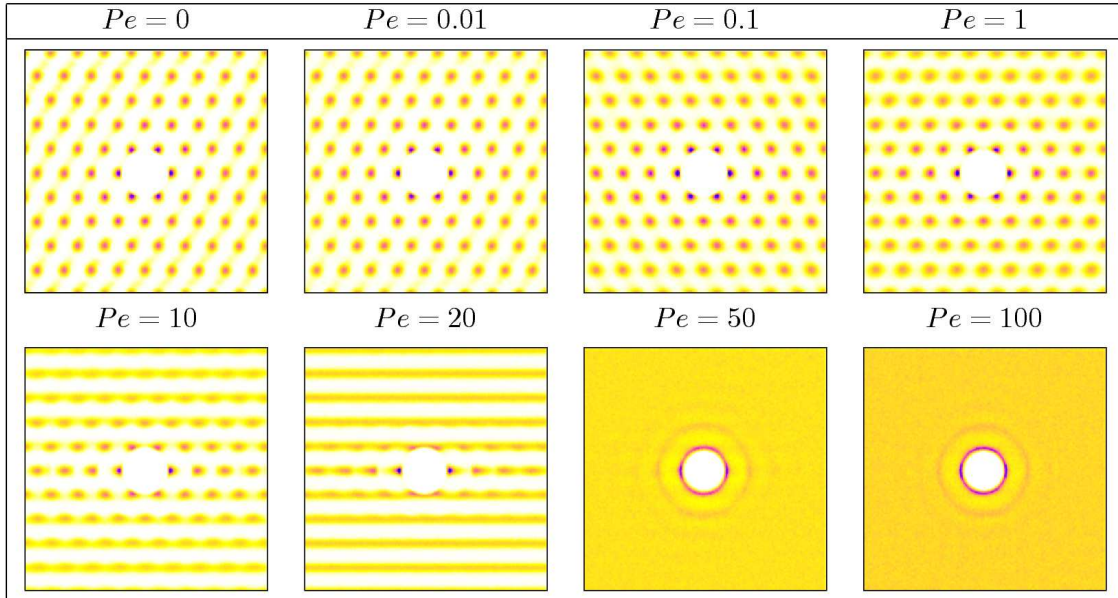 Pe = 0 Pe = 0.01 Pe = 0.1 Pe = 1
Pe = 10 Pe = 20 Pe = 50 Pe = 100